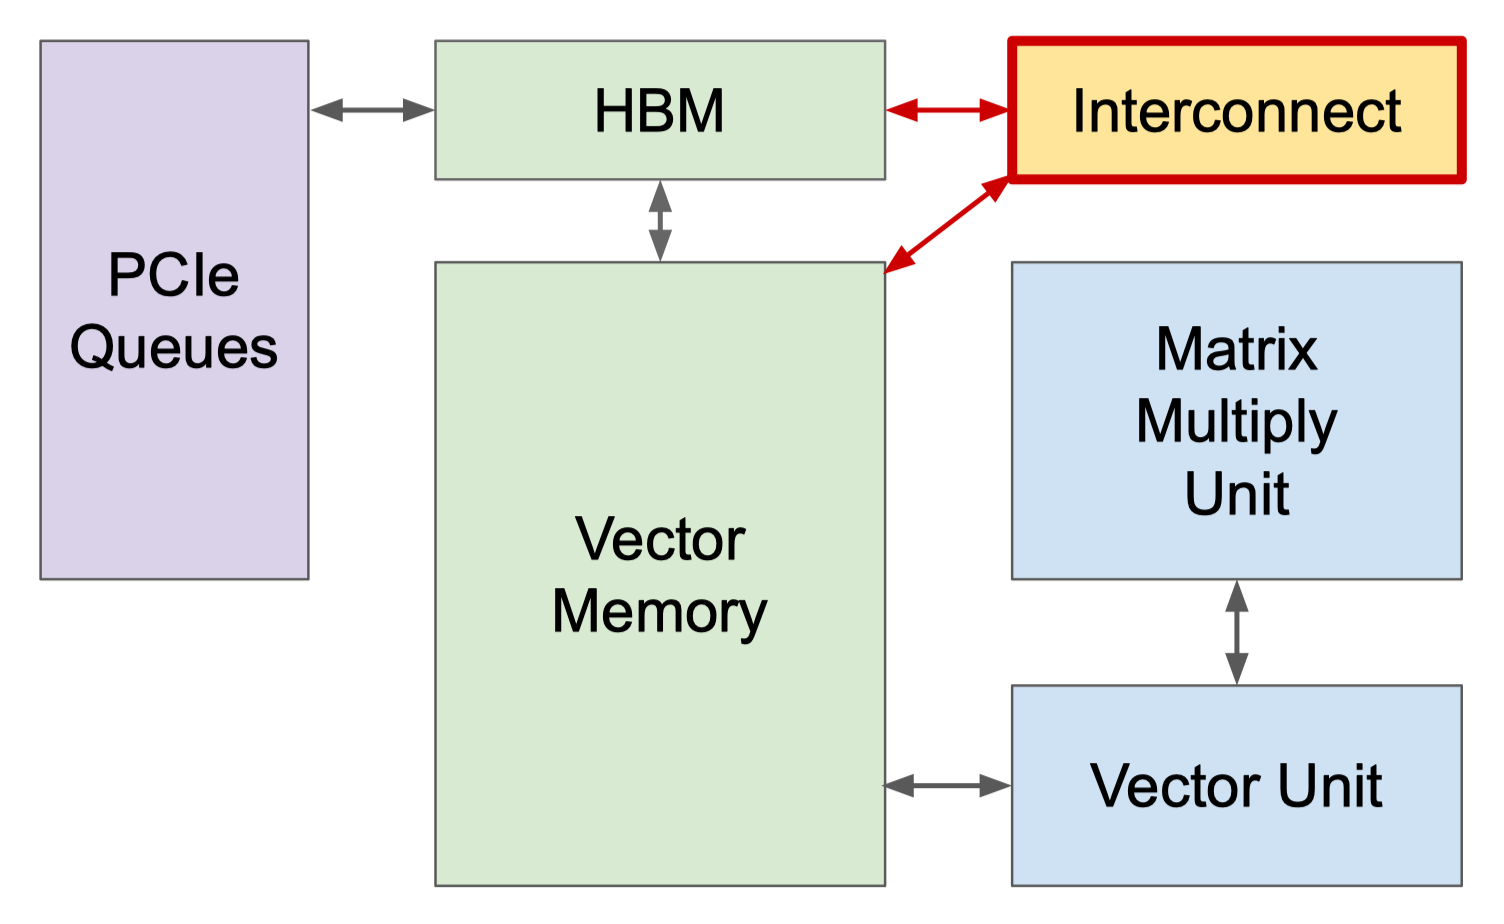 HBM
Interconnect
PCIe
Queues
Vector
Memory
Matrix
Multiply
Unit
Vector Unit